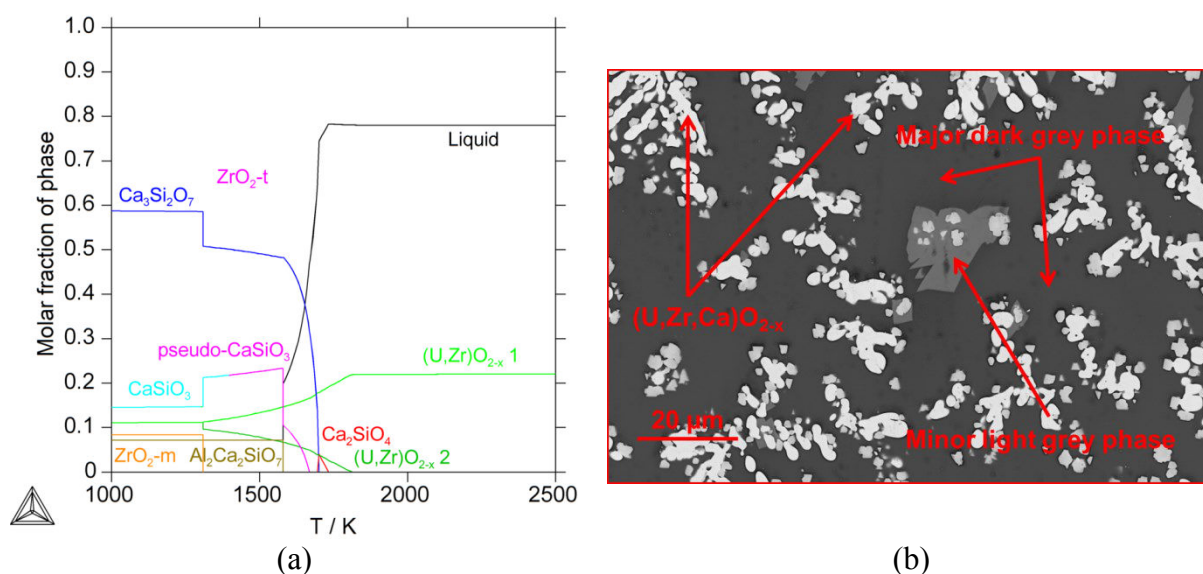 1.0
0.9
0.8
0.7
0.6
0.5
0.4
0.3
0.2
0.1
0
Molar fraction of phase
1000
1500
2000
2500
T / K
ZrO₂-t
Liquid
Ca₃Si₂O₇
pseudo-CaSiO₃
(U,Zr)O₂₋ₓ 1
CaSiO₃
Ca₂SiO₄
ZrO₂-m
Al₂Ca₂SiO₇
(U,Zr)O₂₋ₓ 2
(a)
Major dark grey phase
(U,Zr,Ca)O₂₋ₓ
20 µm
Minor light grey phase
(b)